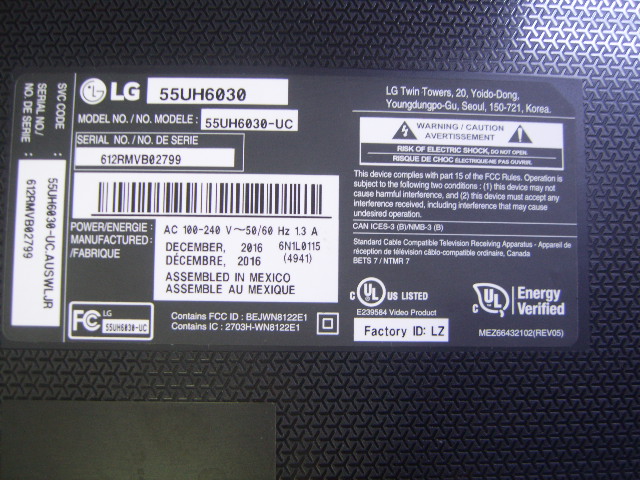 LG 55UH6030
MODEL NO./ NO. MODELE : 55UH6030-UC
SERIAL NO./NO. DE SERIE
612RMVB02799
POWER/ENERGIE :
MANUFACTURED :
/FABRIQUE
AC 100-240 V～50/60 Hz 1.3 A
DECEMBER, 2016 6N1L0115
DÉCEMBRE, 2016 (4941)
ASSEMBLED IN MEXICO
ASSEMBLE AU MEXIQUE
FC 55UH6030-UC
Contains FCC ID : BEJWN8122E1
Contains IC : 2703H-WN8122E1
SVC CODE :
SERIAL NO./
NO. DE SERIE :
55UH6030-UC.AUSWLJR
612RMVB02799
LG Twin Towers, 20, Yoido-Dong,
Youngdungpo-Gu, Seoul, 150-721, Korea.
WARNING / CAUTION
AVERTISSEMENT
RISK OF ELECTRIC SHOCK, DO NOT OPEN.
RISQUE DE CHOC ÉLECTRIQUE-NE PAS OUVRIR.
This device complies with part 15 of the FCC Rules. Operation is
subject to the following two conditions : (1) this device may not
cause harmful interference, and (2) this device must accept any
interference received, including interference that may cause
undesired operation.
CAN ICES-3 (B)/NMB-3 (B)
Standard Cable Compatible Television Receiving Apparatus - Appareil de
réception de télévision câblo-compatible ordinaire, Canada
BETS 7 / NTMR 7
c UL US LISTED
E239584 Video Product
Factory ID: LZ
UL Energy
Verified
MEZ66432102(REV05)